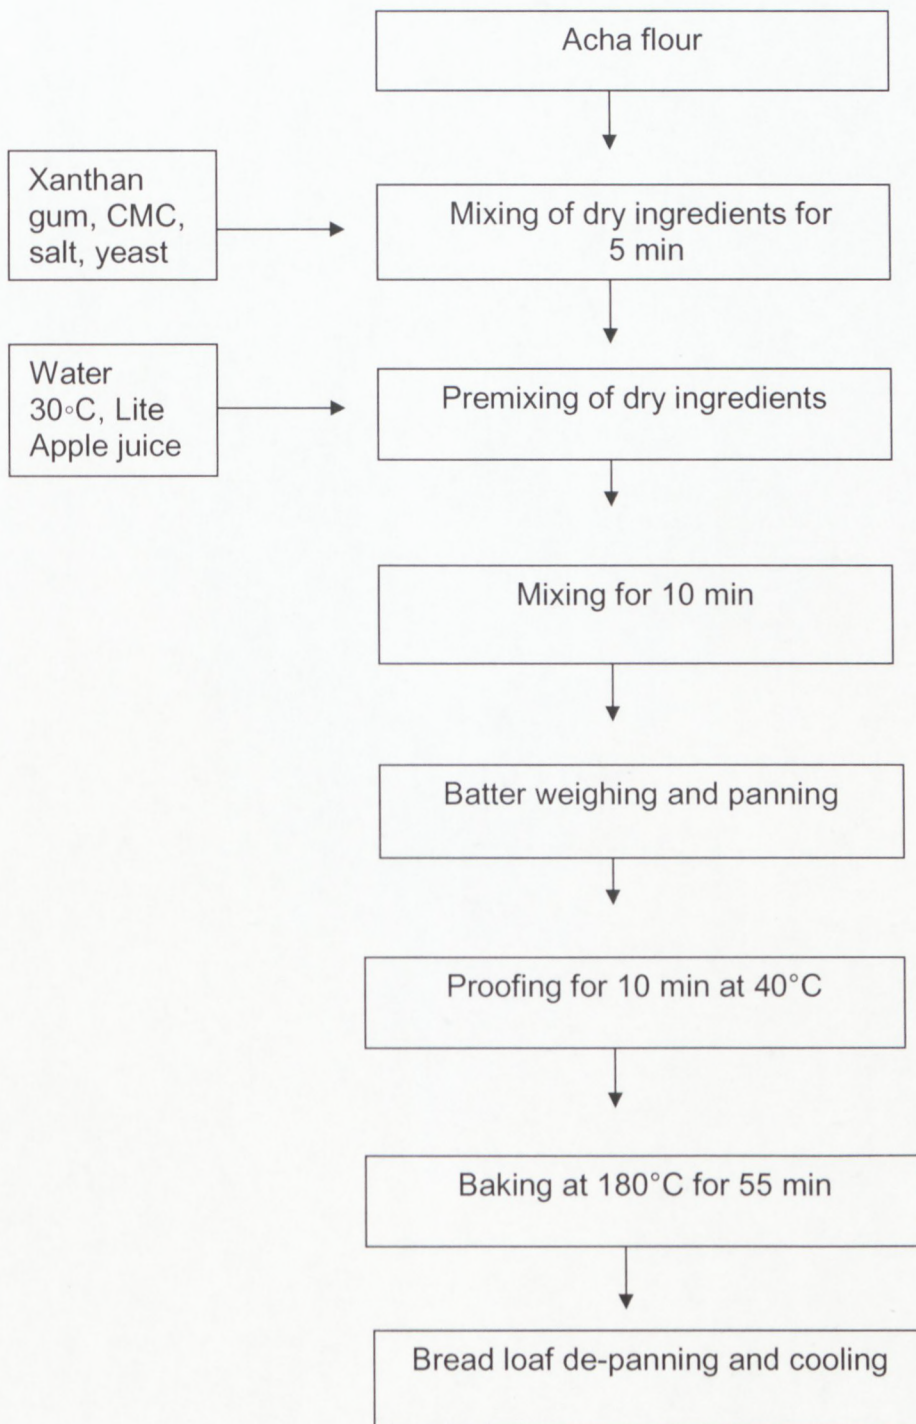 Acha flour
Xanthan
gum, CMC,
salt, yeast
Mixing of dry ingredients for
5 min
Water
30◦C, Lite
Apple juice
Premixing of dry ingredients
Mixing for 10 min
Batter weighing and panning
Proofing for 10 min at 40°C
Baking at 180°C for 55 min
Bread loaf de-panning and cooling